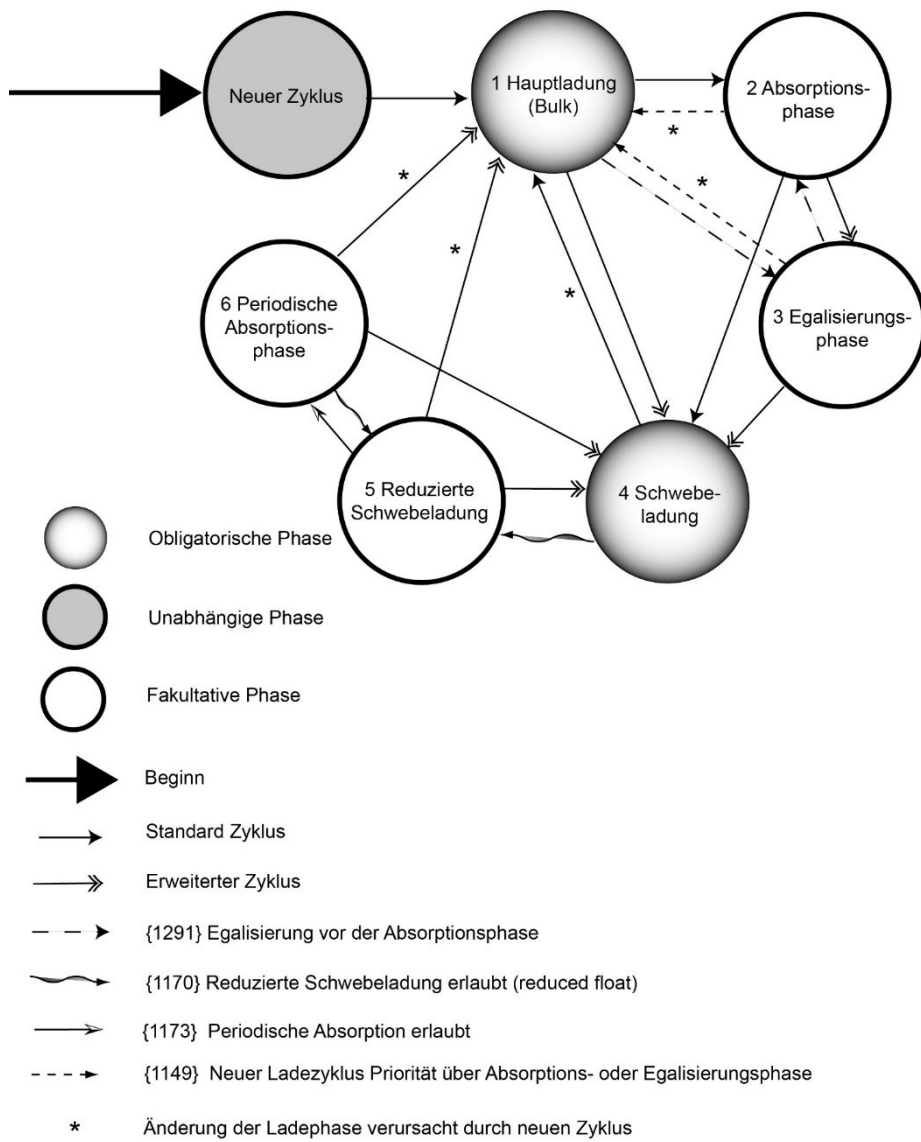 Neuer Zyklus
1 Hauptladung
(Bulk)
*
2 Absorptions-
phase
*
*
*
6 Periodische
Absorptions-
phase
*
3 Egalisierungs-
phase
5 Reduzierte
Schwebeladung
4 Schwebe-
ladung
Obligatorische Phase
Unabhängige Phase
Fakultative Phase
Beginn
Standard Zyklus
Erweiterter Zyklus
{1291} Egalisierung vor der Absorptionsphase
{1170} Reduzierte Schwebeladung erlaubt (reduced float)
{1173} Periodische Absorption erlaubt
{1149} Neuer Ladezyklus Priorität über Absorptions- oder Egalisierungsphase
* Änderung der Ladephase verursacht durch neuen Zyklus